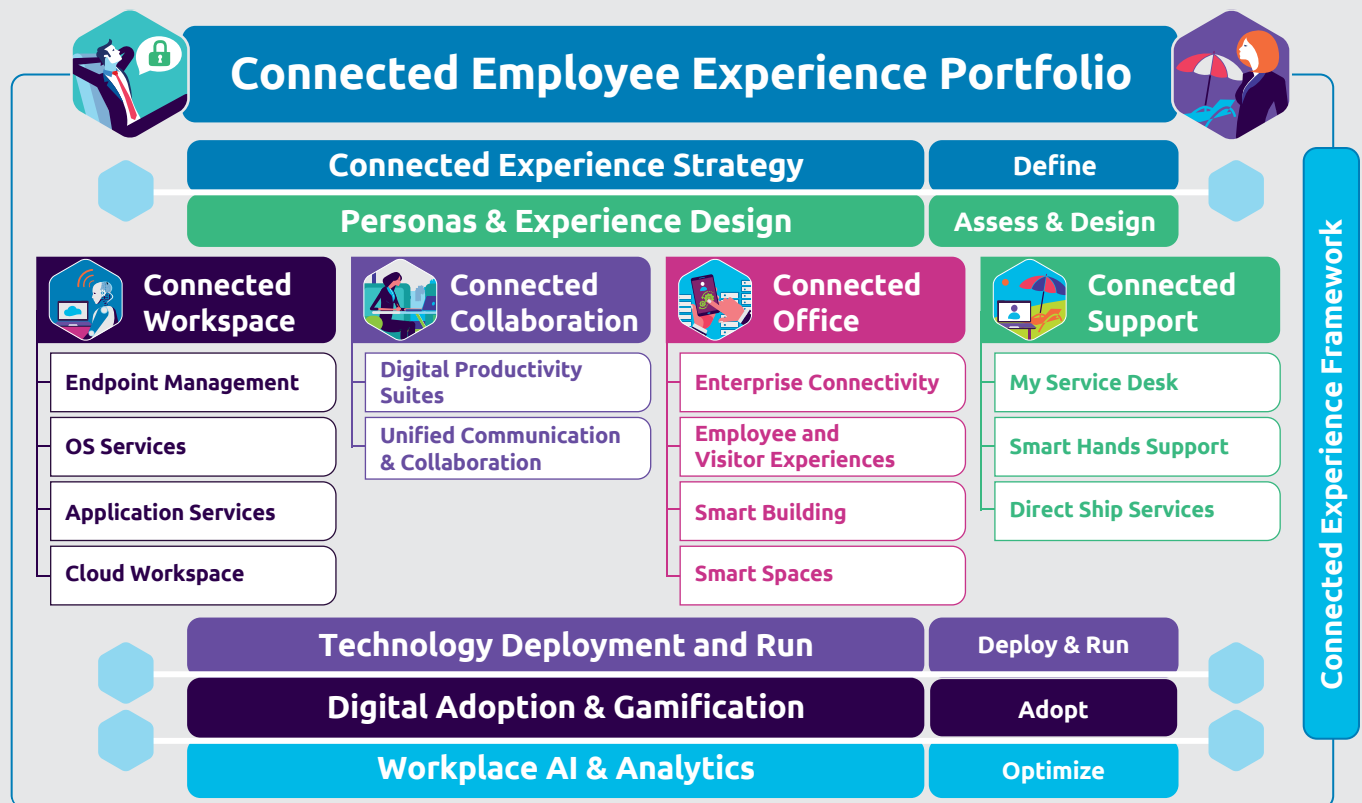 Connected Employee Experience Portfolio
Connected Experience Strategy
Define
Personas & Experience Design
Assess & Design
Connected
Workspace
Endpoint Management
OS Services
Application Services
Cloud Workspace
Connected
Collaboration
Digital Productivity
Suites
Unified Communication
& Collaboration
Connected
Office
Enterprise Connectivity
Employee and
Visitor Experiences
Smart Building
Smart Spaces
Connected
Support
My Service Desk
Smart Hands Support
Direct Ship Services
Technology Deployment and Run
Deploy & Run
Digital Adoption & Gamification
Adopt
Workplace AI & Analytics
Optimize
Connected Experience Framework